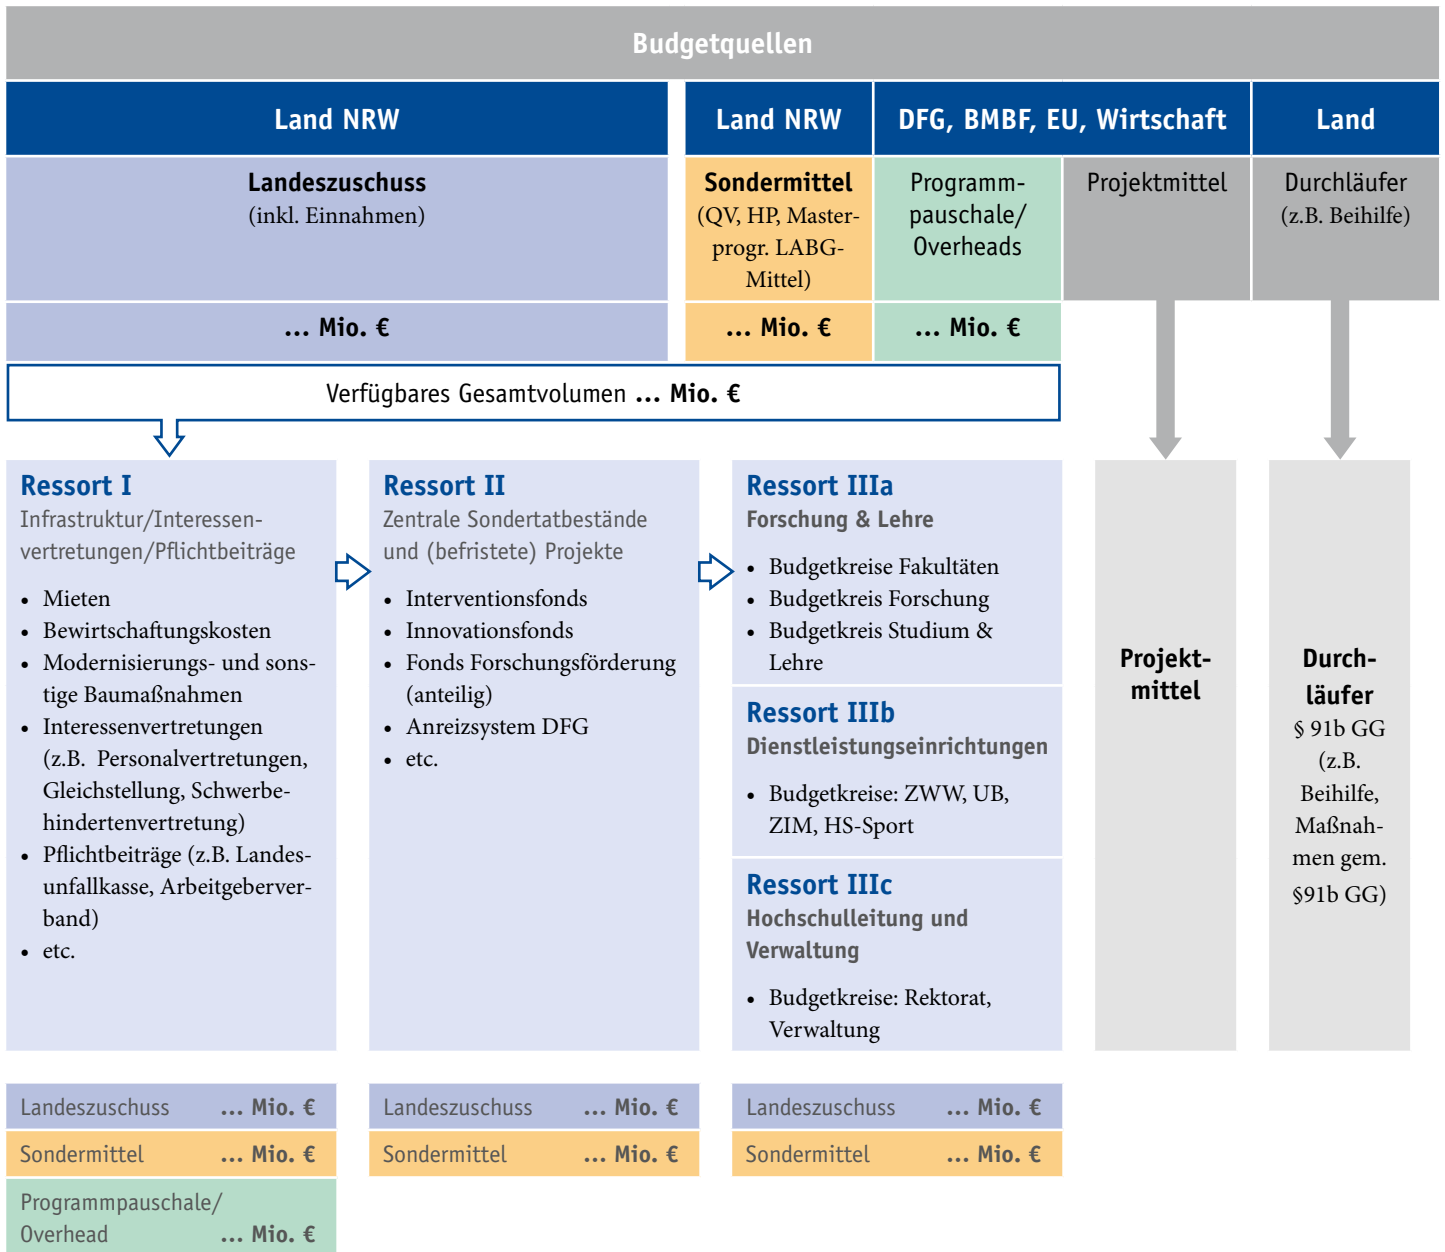 Budgetquellen
Land NRW
Land NRW
DFG, BMBF, EU, Wirtschaft
Land
Landeszuschuss
(inkl. Einnahmen)
Sondermittel
(QV, HP, Master-
progr. LABG-
Mittel)
Programm-
pauschale/
Overheads
Projektmittel
Durchläufer
(z.B. Beihilfe)
... Mio. €
... Mio. €
... Mio. €
Verfügbares Gesamtvolumen ... Mio. €
Ressort I
Infrastruktur/Interessen-
vertretungen/Pflichtbeiträge
• Mieten
• Bewirtschaftungskosten
• Modernisierungs- und sons-
tige Baumaßnahmen
• Interessenvertretungen
(z.B. Personalvertretungen,
Gleichstellung, Schwerbe-
hindertenvertretung)
• Pflichtbeiträge (z.B. Landes-
unfallkasse, Arbeitgeberver-
band)
• etc.
Ressort II
Zentrale Sondertatbestände
und (befristete) Projekte
• Interventionsfonds
• Innovationsfonds
• Fonds Forschungsförderung
(anteilig)
• Anreizsystem DFG
• etc.
Ressort IIIa
Forschung & Lehre
• Budgetkreise Fakultäten
• Budgetkreis Forschung
• Budgetkreis Studium &
Lehre
Ressort IIIb
Dienstleistungseinrichtungen
• Budgetkreise: ZWW, UB,
ZIM, HS-Sport
Ressort IIIc
Hochschulleitung und
Verwaltung
• Budgetkreise: Rektorat,
Verwaltung
Projekt-
mittel
Durch-
läufer
§ 91b GG
(z.B.
Beihilfe,
Maßnah-
men gem.
§91b GG)
Landeszuschuss ... Mio. €
Sondermittel ... Mio. €
Programmpauschale/
Overhead ... Mio. €
Landeszuschuss ... Mio. €
Sondermittel ... Mio. €
Landeszuschuss ... Mio. €
Sondermittel ... Mio. €